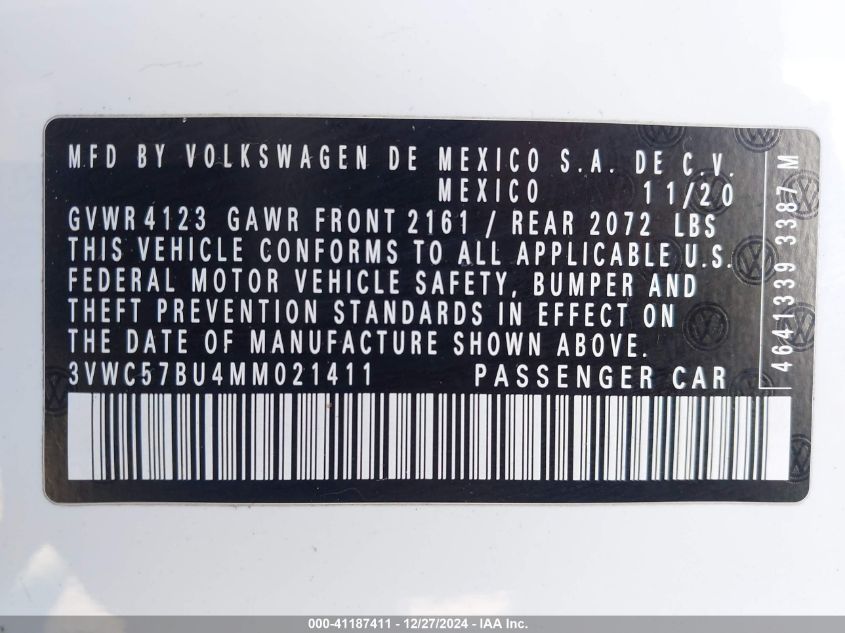 MFD BY VOLKSWAGEN DE MEXICO S.A. DE C.V.
MEXICO 11/20
GVWR 4123 GAWR FRONT 2161 / REAR 2072 LBS
THIS VEHICLE CONFORMS TO ALL APPLICABLE U.S.
FEDERAL MOTOR VEHICLE SAFETY, BUMPER AND
THEFT PREVENTION STANDARDS IN EFFECT ON
THE DATE OF MANUFACTURE SHOWN ABOVE.
3VWC57BU4MM021411 PASSENGER CAR
4641339 3387 M
000-41187411 - 12/27/2024 - IAA Inc.